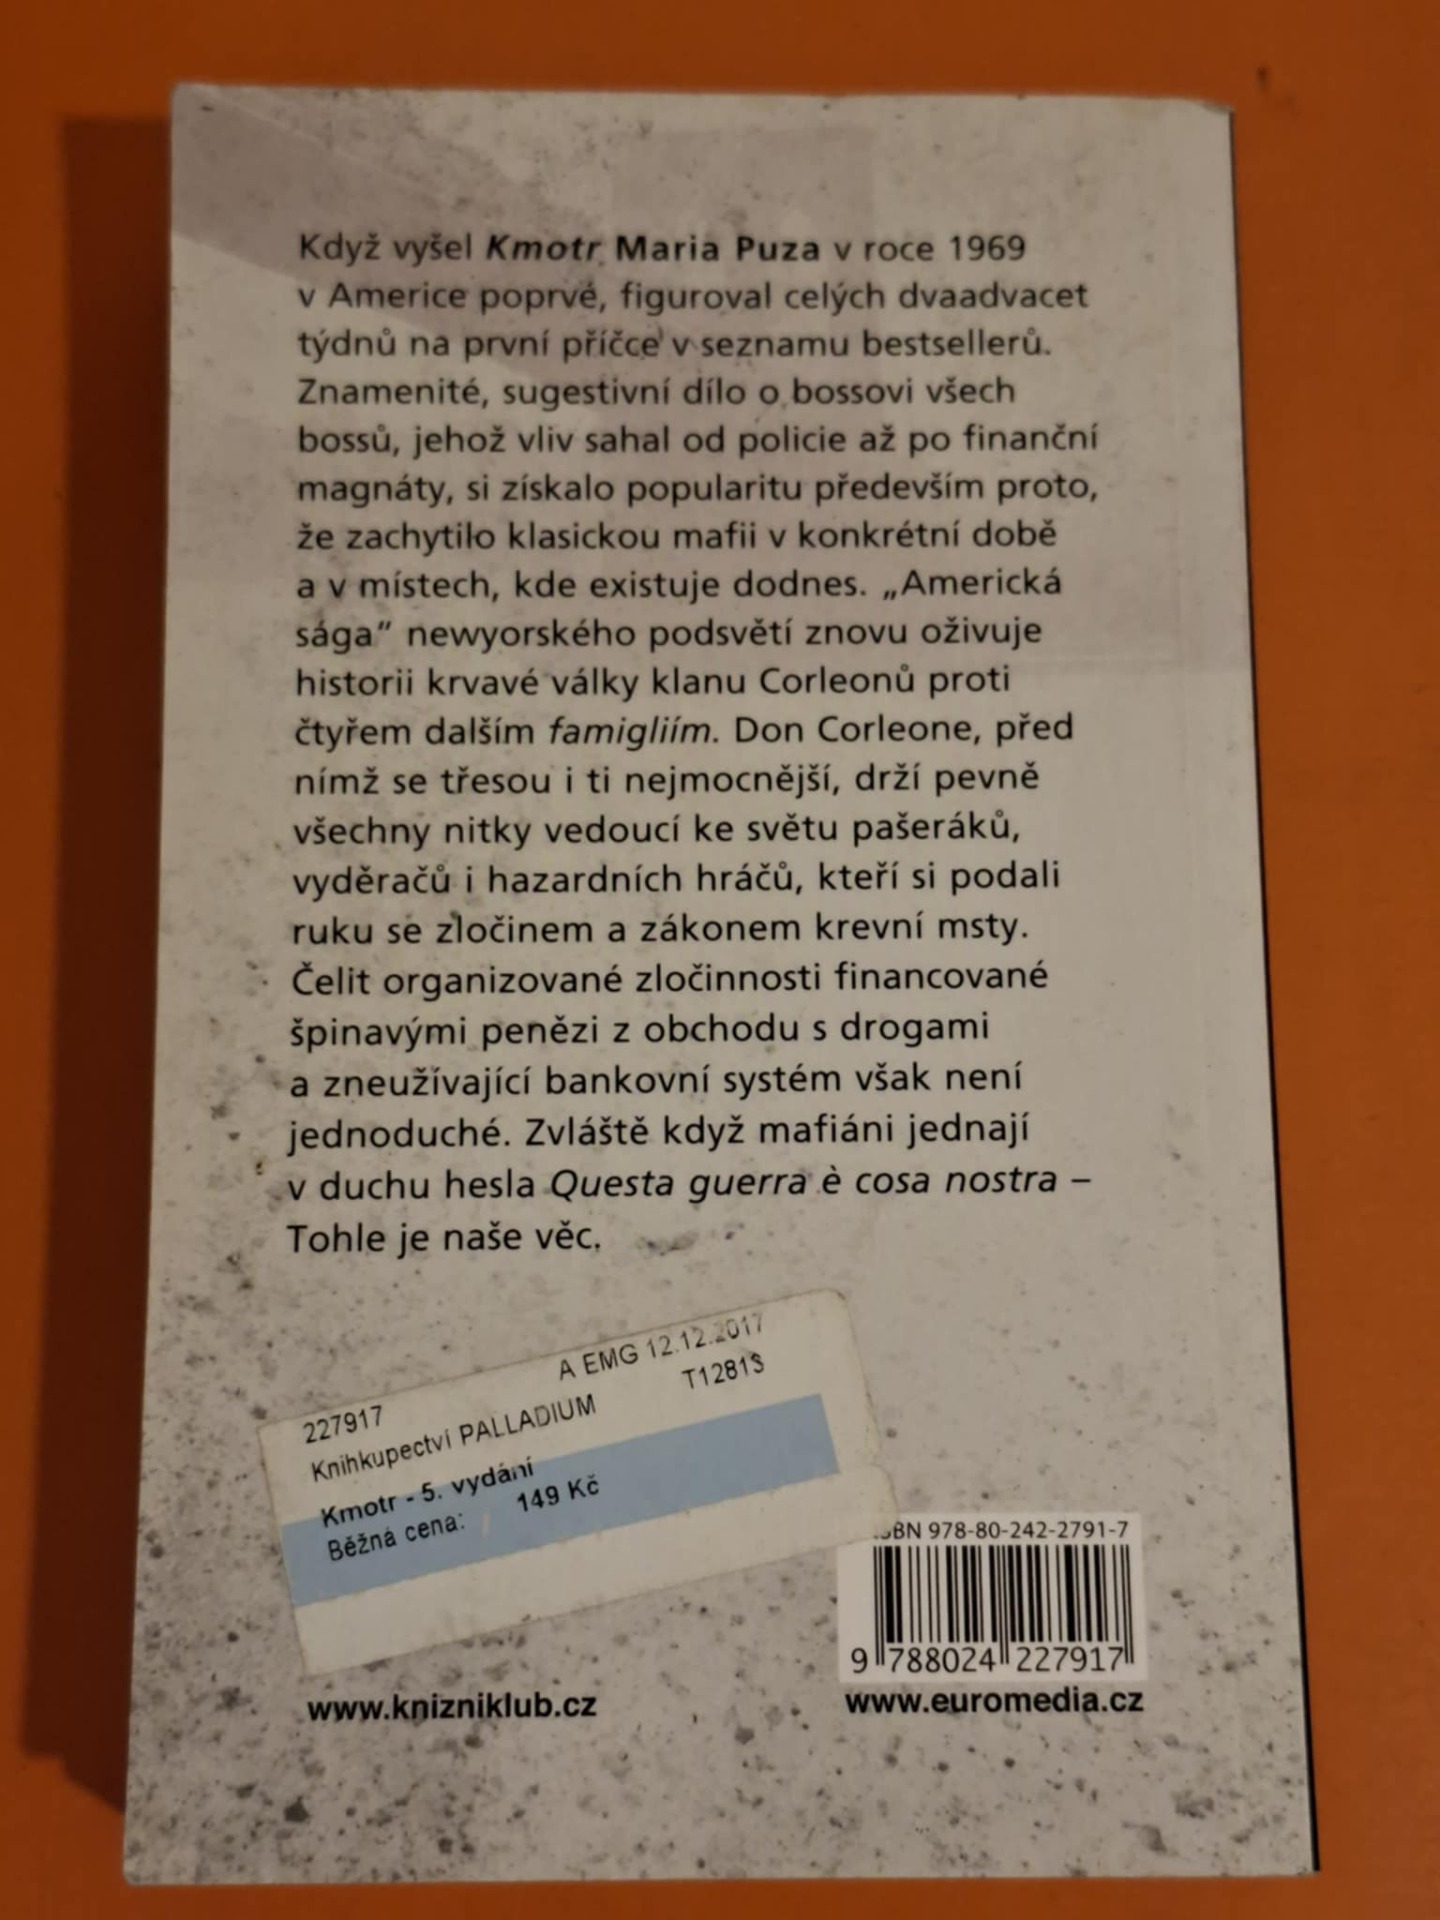 Když vyšel Kmotr Maria Puza v roce 1969
v Americe poprvé, figuroval celých dvaadvacet
týdnů na první příčce v seznamu bestsellerů.
Znamenité, sugestivní dílo o bossovi všech
bossů, jehož vliv sahal od policie až po finanční
magnáty, si získalo popularitu především proto,
že zachytilo klasickou mafii v konkrétní době
a v místech, kde existuje dodnes. „Americká
sága“ newyorského podsvětí znovu oživuje
historii krvavé války klanu Corleonů proti
čtyřem dalším famigliím. Don Corleone, před
nímž se třesou i ti nejmocnější, drží pevně
všechny nitky vedoucí ke světu pašeráků,
vyděračů i hazardních hráčů, kteří si podali
ruku se zločinem a zákonem krevní msty.
Čelit organizované zločinnosti financované
špinavými penězi z obchodu s drogami
a zneužívající bankovní systém však není
jednoduché. Zvláště když mafiáni jednají
v duchu hesla Questa guerra è cosa nostra –
Tohle je naše věc.
227917 A EMG 12.12.2017
Knihkupectví PALLADIUM T12813
Kmotr - 5. vydání
Běžná cena: 149 Kč
ISBN 978-80-242-2791-7
9 788024 227917
www.knizniklub.cz
www.euromedia.cz